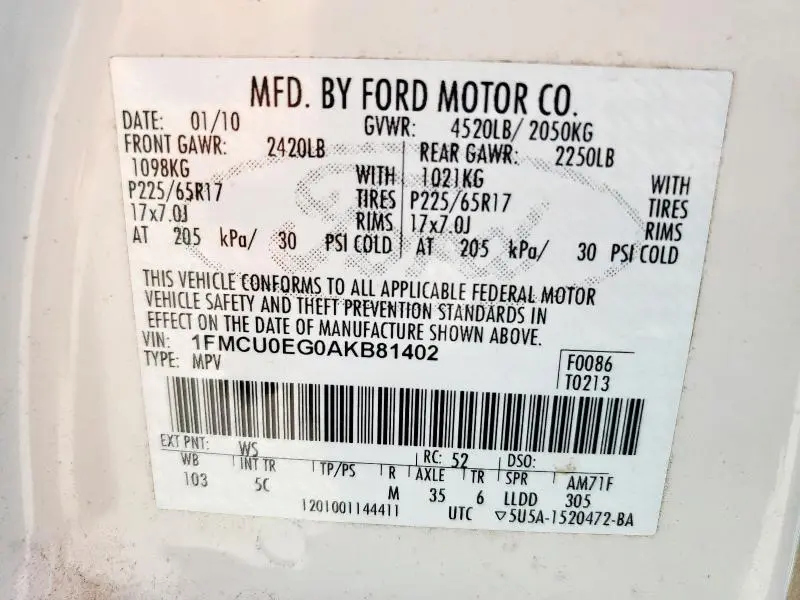 MFD. BY FORD MOTOR CO.
DATE: 01/10 GVWR: 4520LB/ 2050KG
FRONT GAWR: 2420LB REAR GAWR: 2250LB
1098KG WITH 1021KG WITH
P225/65R17 TIRES P225/65R17 TIRES
17x7.0J RIMS 17x7.0J RIMS
AT 205 kPa/ 30 PSI COLD AT 205 kPa/ 30 PSI COLD
THIS VEHICLE CONFORMS TO ALL APPLICABLE FEDERAL MOTOR
VEHICLE SAFETY AND THEFT PREVENTION STANDARDS IN
EFFECT ON THE DATE OF MANUFACTURE SHOWN ABOVE.
VIN: 1FMCU0EG0AKB81402
TYPE: MPV F0086
T0213
EXT PNT: WS RC: 52 DSO:
WB INT TR TP/PS R AXLE TR SPR AM71F
103 5C M 35 6 LLDD 305
1201001144411 UTC ▽5U5A-1520472-BA
Ford